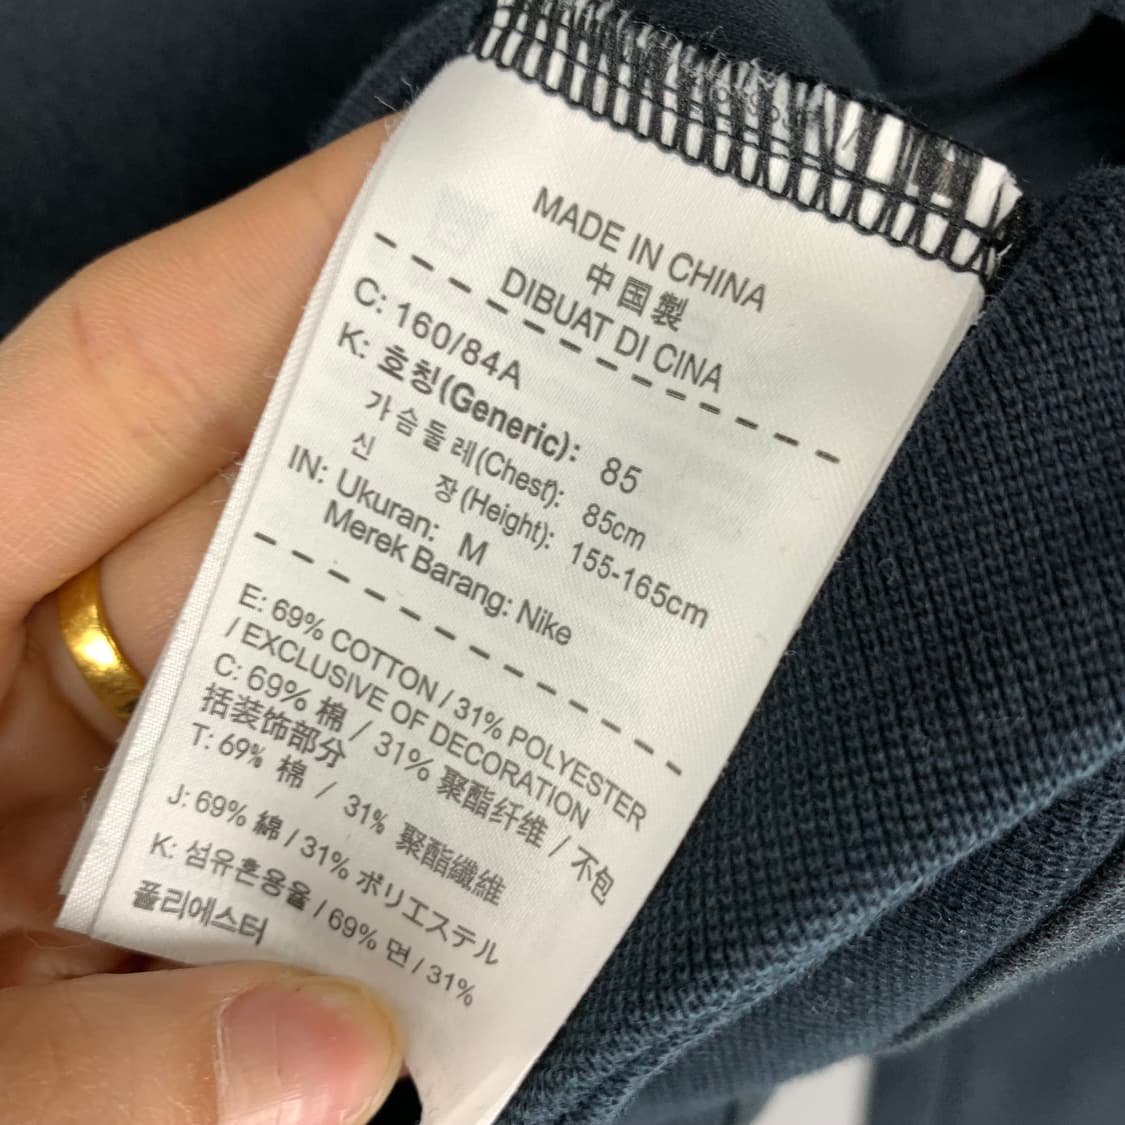 MADE IN CHINA
中国製
DIBUAT DI CINA
C: 160/84A
K: 호칭(Generic): 85
가슴둘레(Chest): 85cm
신 장(Height): 155-165cm
IN: Ukuran: M
Merek Barang: Nike
E: 69% COTTON / 31% POLYESTER
/ EXCLUSIVE OF DECORATION
C: 69% 棉 / 31% 聚酯纤维 / 不包
括装饰部分
T: 69% 棉 / 31% 聚酯纖維
J: 69% 綿 / 31% ポリエステル
K: 섬유혼용율 / 69% 면 / 31%
폴리에스터